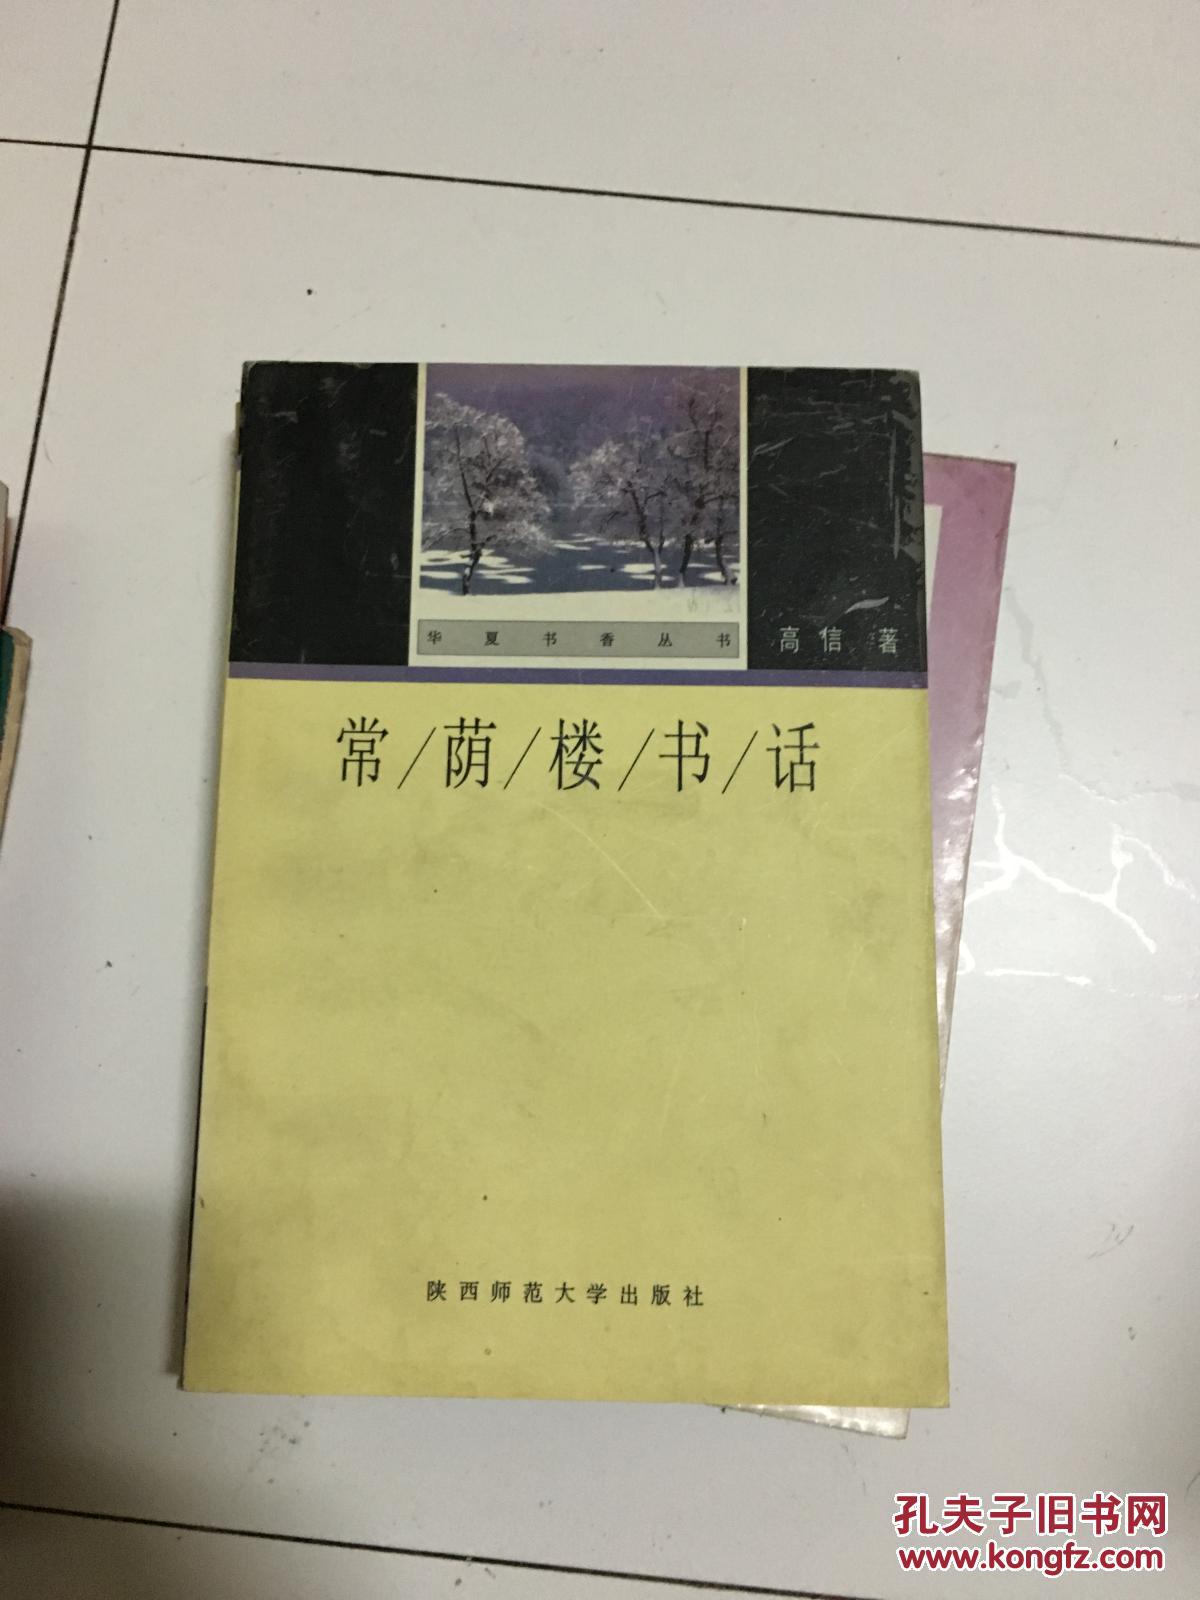 华夏书香丛书
高信 著
常/荫/楼/书/话
陕西师范大学出版社
孔夫子旧书网
www.kongfz.com